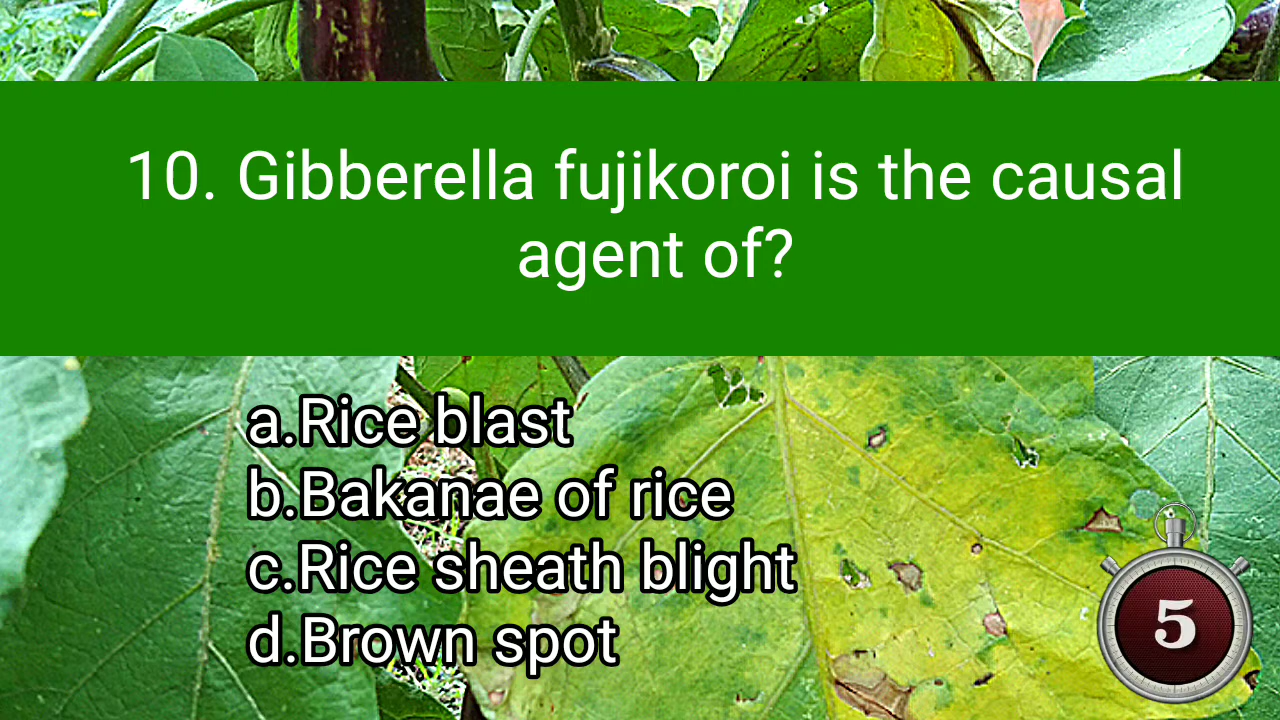 10. Gibberella fujikoroi is the causal
agent of?
a.Rice blast
b.Bakanae of rice
c.Rice sheath blight
d.Brown spot
5